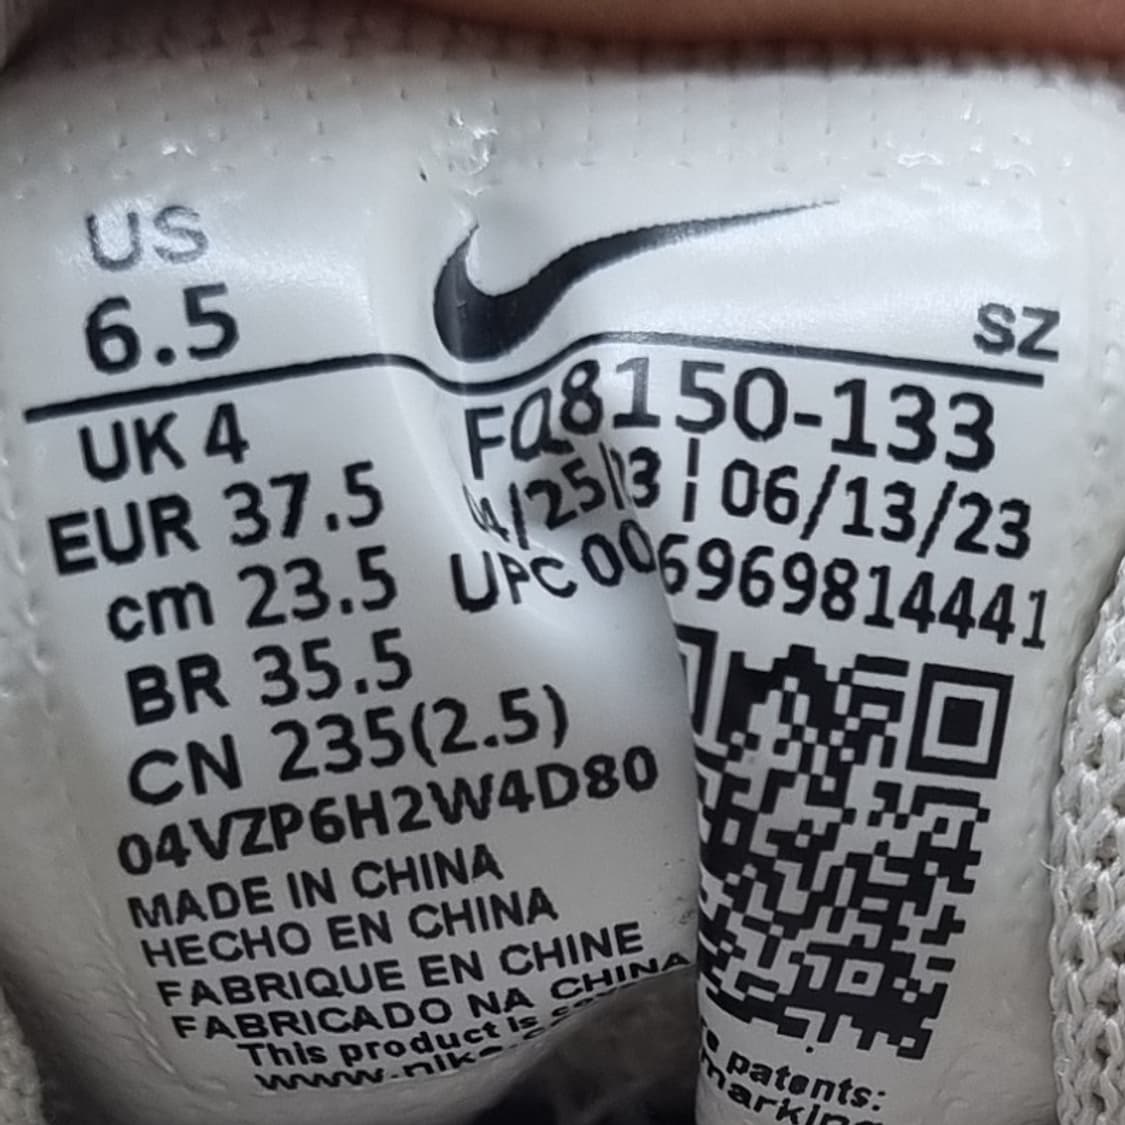 US
6.5
SZ
UK 4
EUR 37.5
cm 23.5
BR 35.5
CN 235(2.5)
04VZP6H2W4D80
MADE IN CHINA
HECHO EN CHINA
FABRIQUE EN CHINE
FABRICADO NA CHINA
This product is
FQ8150-133
04/25/23 | 06/13/23
UPC
patents: